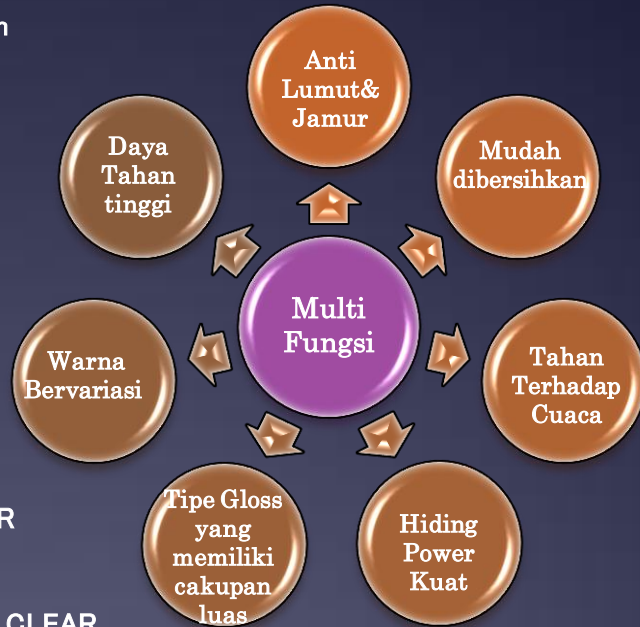 Anti
Lumut&
Jamur
Mudah
dibersihkan
Tahan
Terhadap
Cuaca
Hiding
Power
Kuat
Tipe Gloss
yang
memiliki
cakupan
luas
Warna
Bervariasi
Daya
Tahan
tinggi
Multi
Fungsi
CLEAR